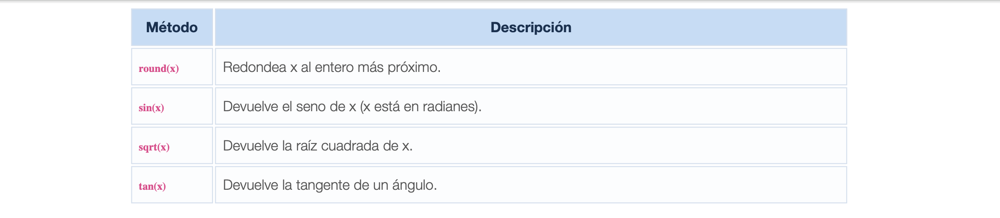 Método Descripción
round(x) Redondea x al entero más próximo.
sin(x) Devuelve el seno de x (x está en radianes).
sqrt(x) Devuelve la raíz cuadrada de x.
tan(x) Devuelve la tangente de un ángulo.